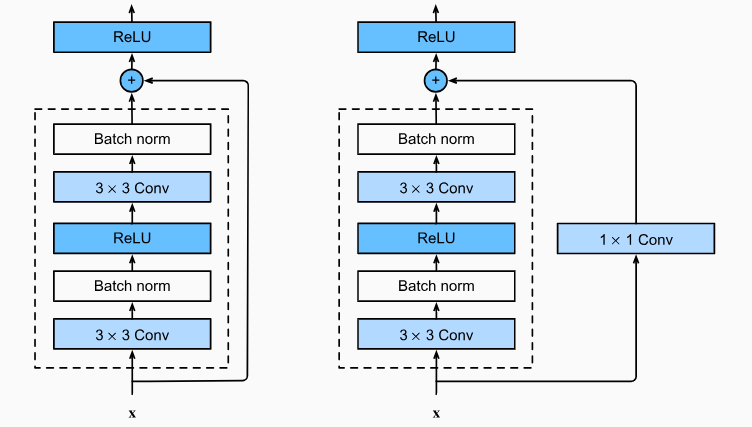 ReLU
+
Batch norm
3 × 3 Conv
ReLU
Batch norm
3 × 3 Conv
x
ReLU
+
Batch norm
3 × 3 Conv
ReLU
1 × 1 Conv
Batch norm
3 × 3 Conv
x